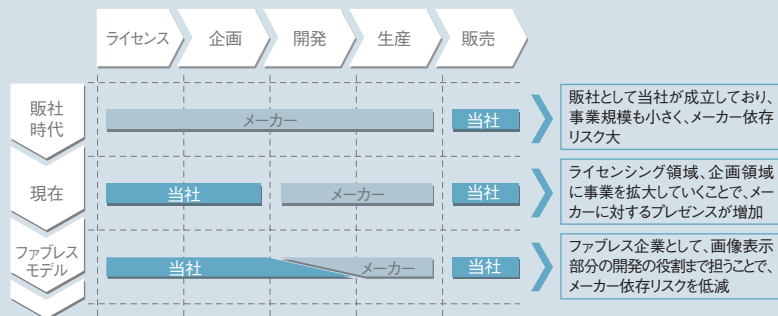 ライセンス 企画 開発 生産 販売
販社
時代
メーカー 当社
販社として当社が成立しており、
事業規模も小さく、メーカー依存
リスク大
現在
当社 メーカー 当社
ライセンシング領域、企画領域
に事業を拡大していくことで、メー
カーに対するプレゼンスが増加
ファブレス
モデル
当社 メーカー 当社
ファブレス企業として、画像表示
部分の開発の役割まで担うことで、
メーカー依存リスクを低減